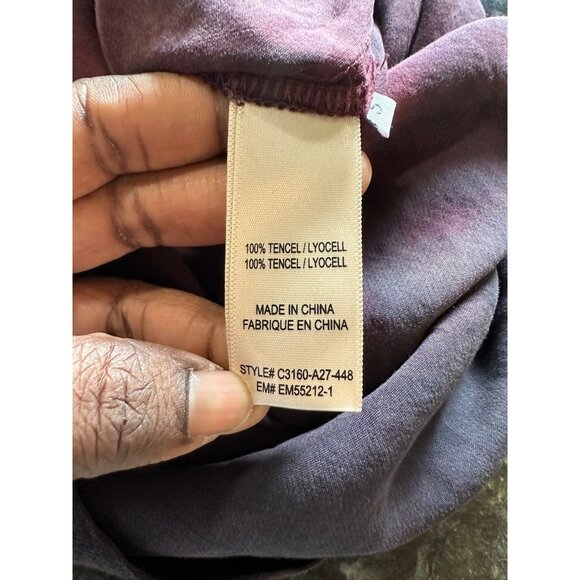 100% TENCEL / LYOCELL
100% TENCEL / LYOCELL
MADE IN CHINA
FABRIQUE EN CHINA
STYLE# C3160-A27-448
EM# EM55212-1